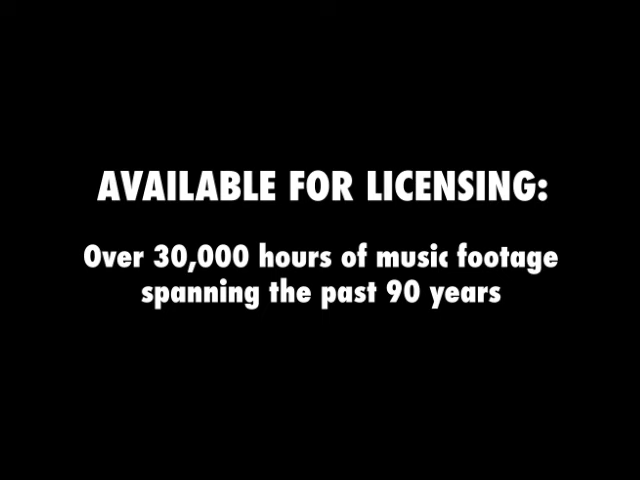 AVAILABLE FOR LICENSING:
Over 30,000 hours of music footage
spanning the past 90 years